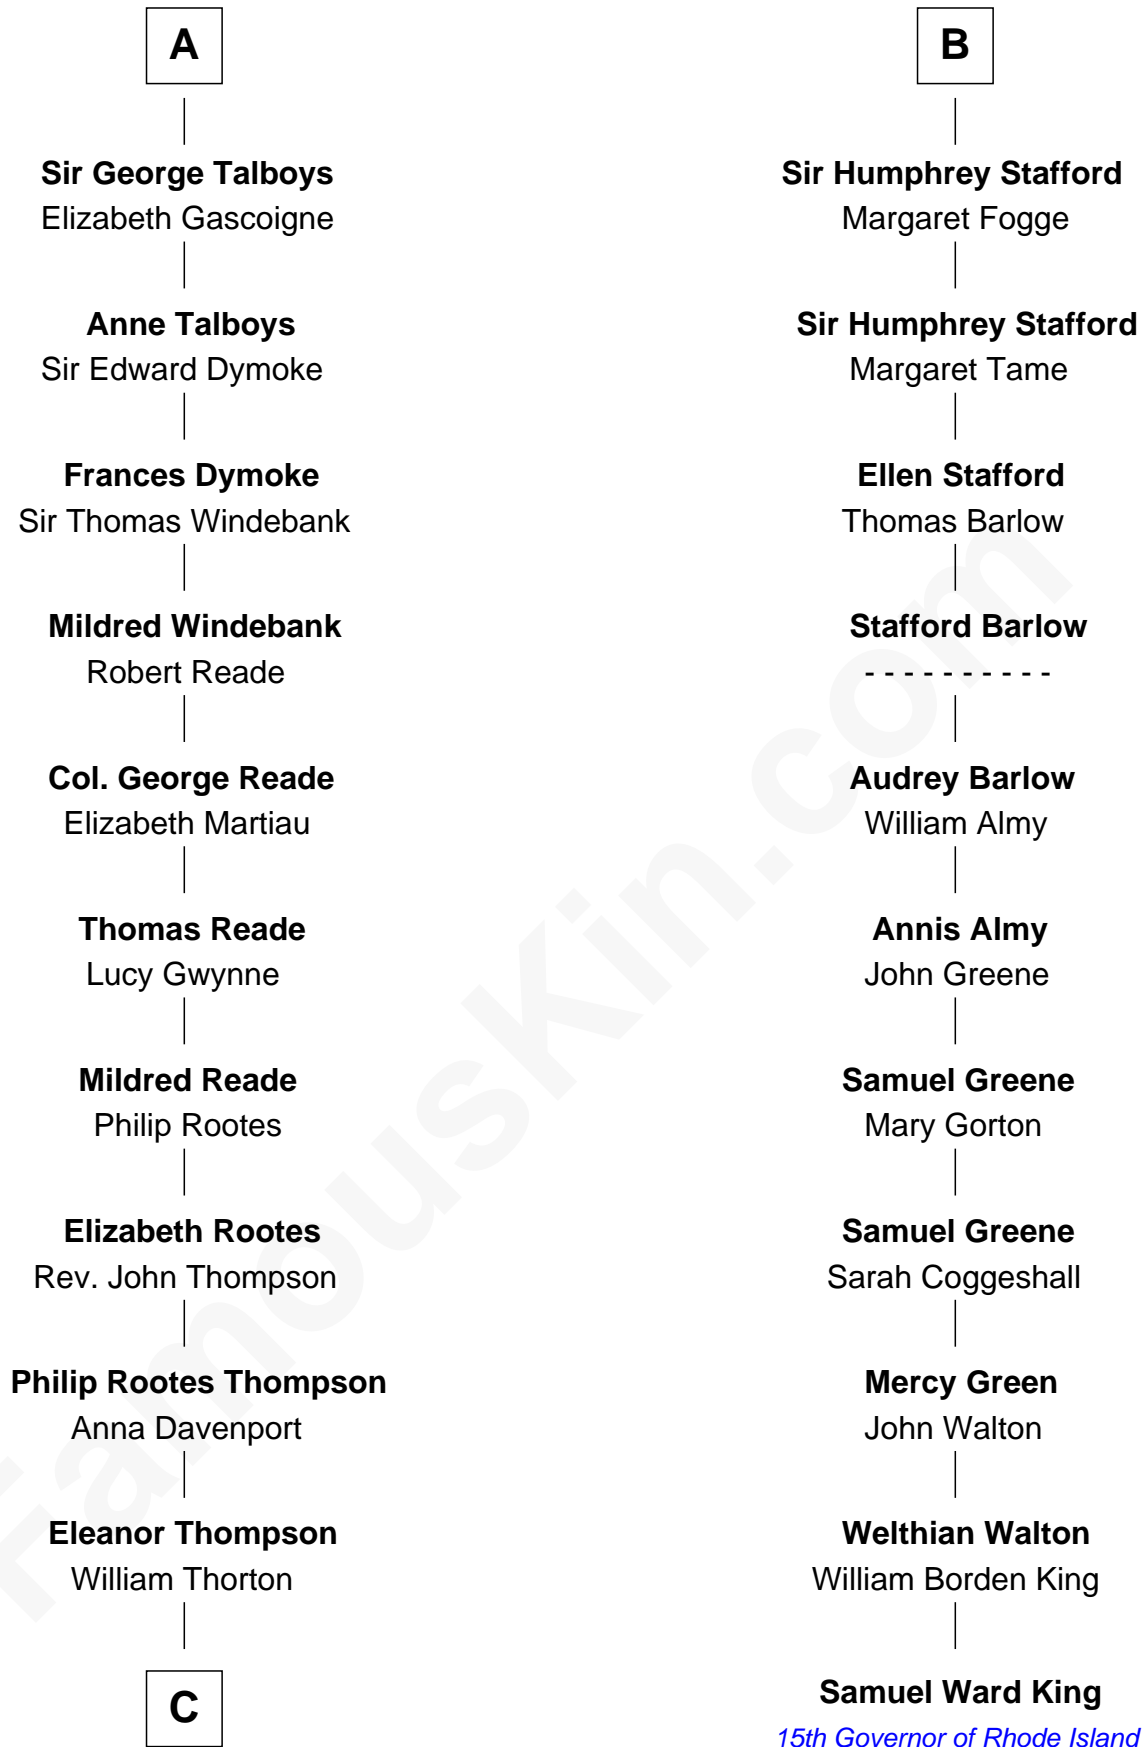 A
Sir George Talboys
Elizabeth Gascoigne
Anne Talboys
Sir Edward Dymoke
Frances Dymoke
Sir Thomas Windebank
Mildred Windebank
Robert Reade
Col. George Reade
Elizabeth Martiau
Thomas Reade
Lucy Gwynne
Mildred Reade
Philip Rootes
Elizabeth Rootes
Rev. John Thompson
Philip Rootes Thompson
Anna Davenport
Eleanor Thompson
William Thorton
C
B
Sir Humphrey Stafford
Margaret Fogge
Sir Humphrey Stafford
Margaret Tame
Ellen Stafford
Thomas Barlow
Stafford Barlow
- - - - - - - - - -
Audrey Barlow
William Almy
Annis Almy
John Greene
Samuel Greene
Mary Gorton
Samuel Greene
Sarah Coggeshall
Mercy Green
John Walton
Welthian Walton
William Borden King
Samuel Ward King
15th Governor of Rhode Island
FamousKin.com